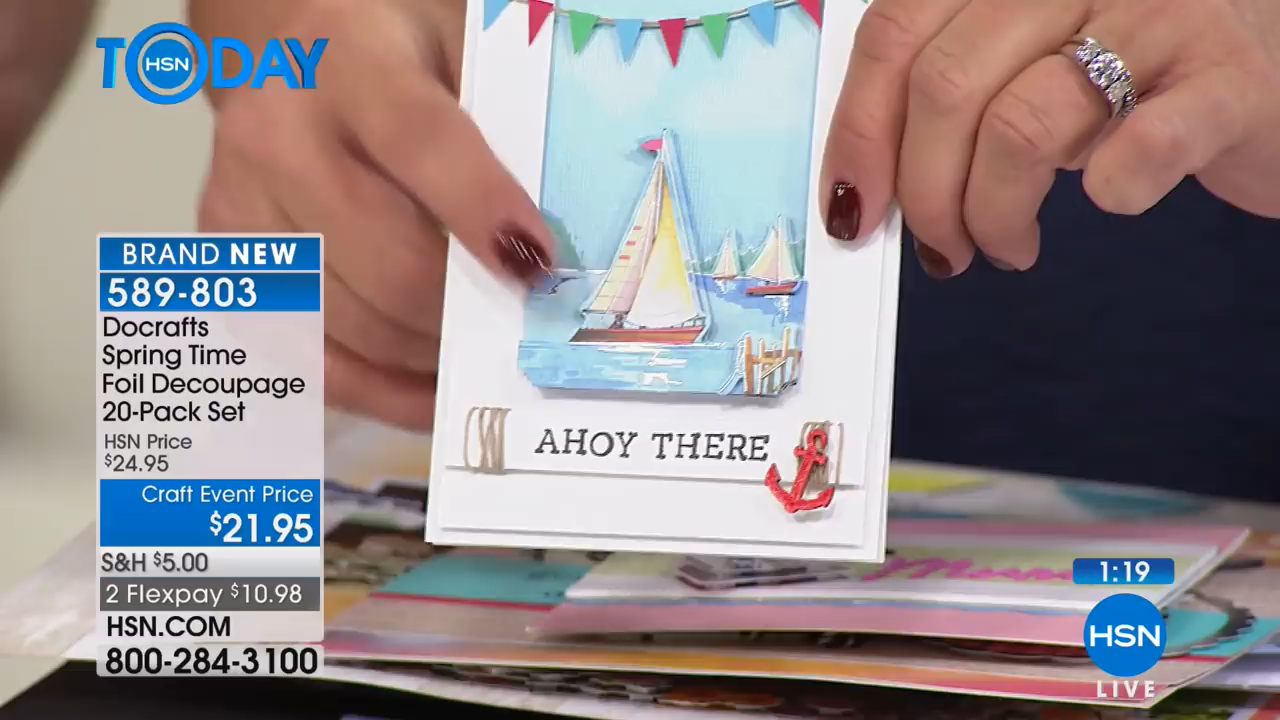 HSN TODAY
BRAND NEW
589-803
Docrafts
Spring Time
Foil Decoupage
20-Pack Set
HSN Price
$24.95
Craft Event Price
$21.95
S&H $5.00
2 Flexpay $10.98
HSN.COM
800-284-3100
AHOY THERE
Mum
1:19
HSN
LIVE